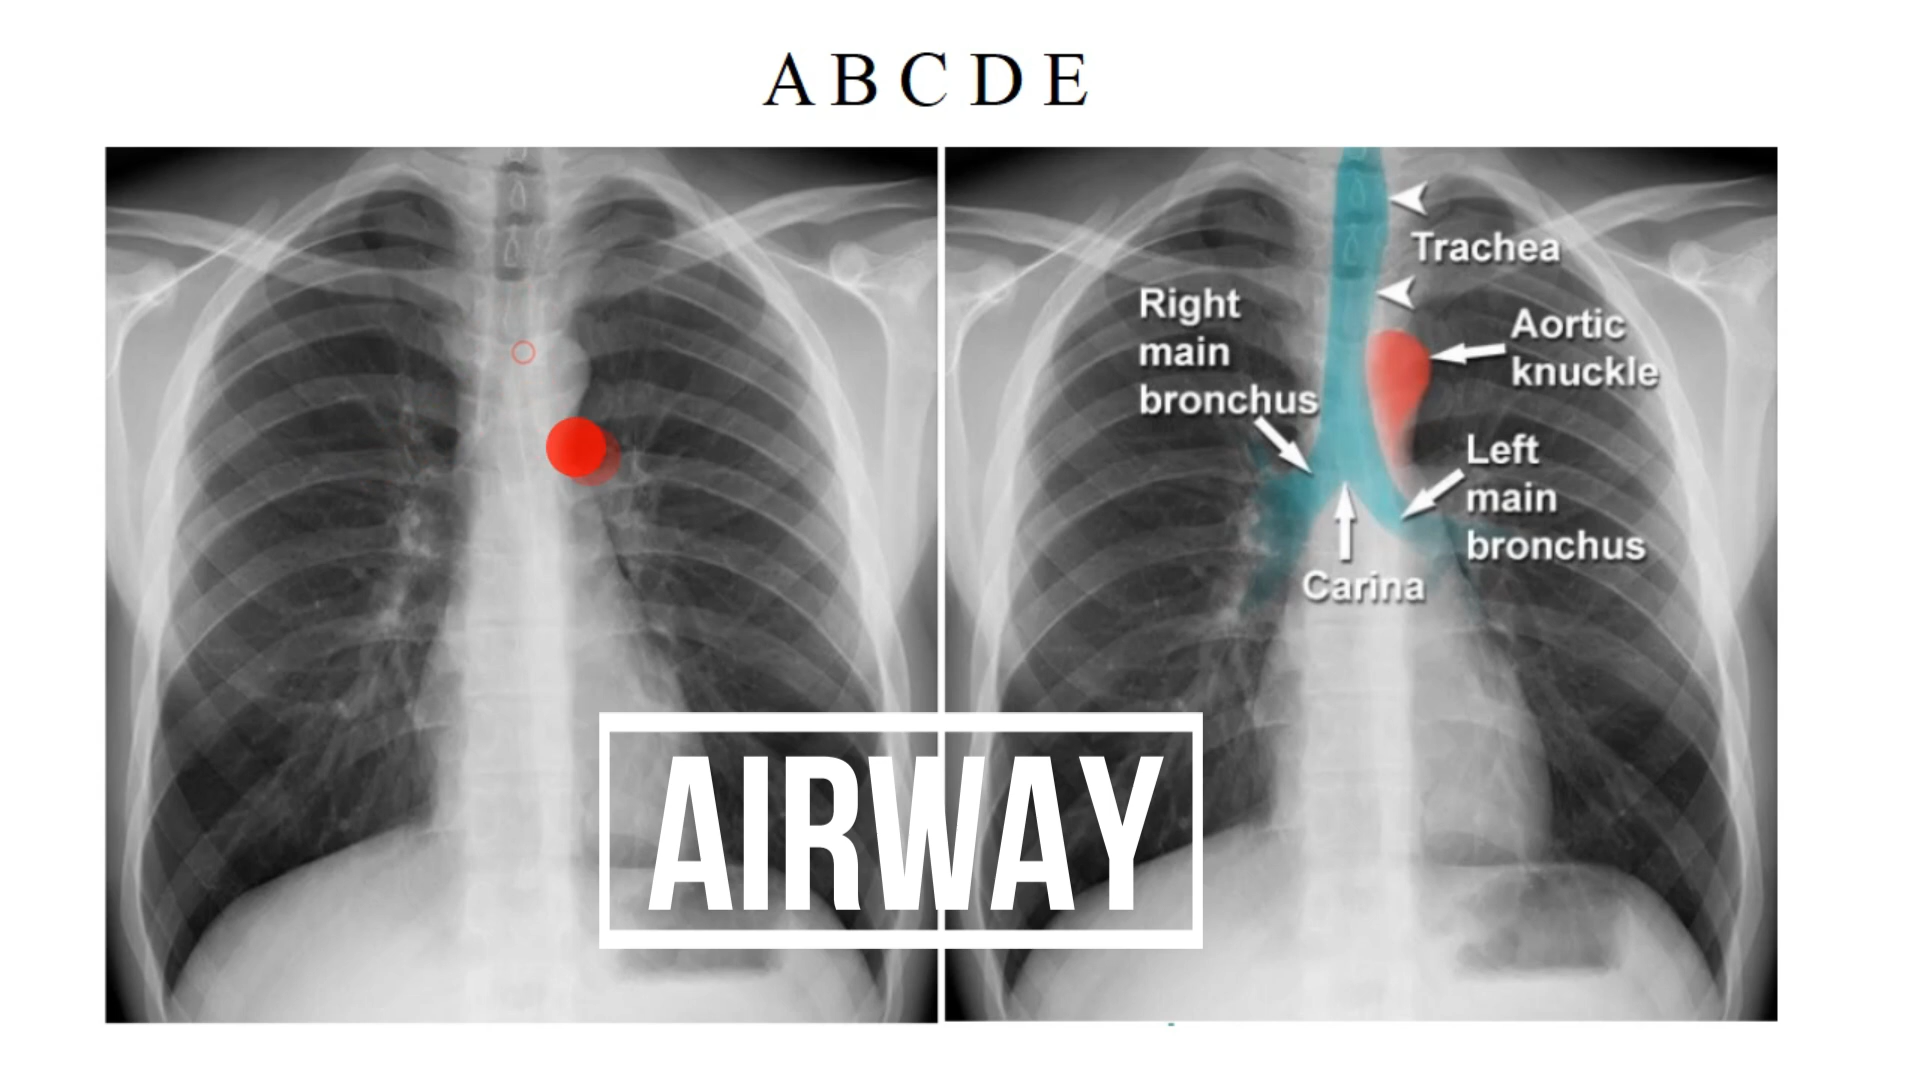 A B C D E
Trachea
Right
main
bronchus
Aortic
knuckle
Left
main
bronchus
Carina
AIRWAY